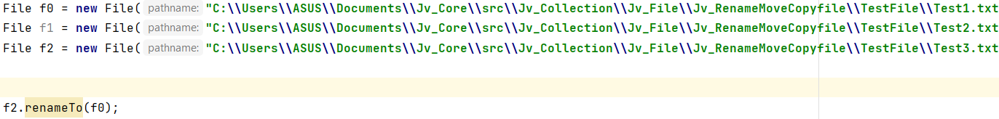 File f0 = new File( pathname: "C:\\Users\\ASUS\\Documents\\Jv_Core\\src\\Jv_Collection\\Jv_File\\Jv_RenameMoveCopyfile\\TestFile\\Test1.txt
File f1 = new File( pathname: "C:\\Users\\ASUS\\Documents\\Jv_Core\\src\\Jv_Collection\\Jv_File\\Jv_RenameMoveCopyfile\\TestFile\\Test2.txt
File f2 = new File( pathname: "C:\\Users\\ASUS\\Documents\\Jv_Core\\src\\Jv_Collection\\Jv_File\\Jv_RenameMoveCopyfile\\TestFile\\Test3.txt
f2.renameTo(f0);